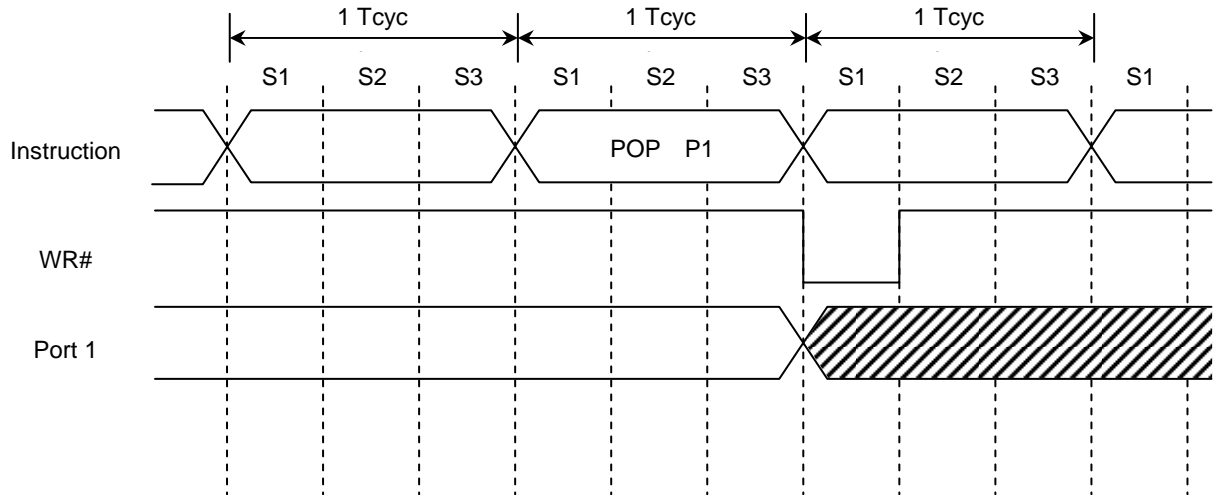 1 Tcyc 1 Tcyc 1 Tcyc
S1 S2 S3 S1 S2 S3 S1 S2 S3 S1
Instruction POP P1
WR#
Port 1